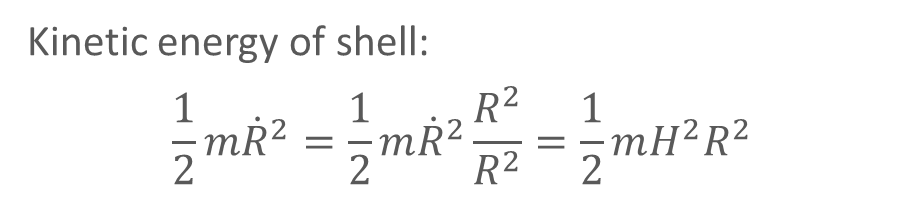 Kinetic energy of shell:
1/2 mṘ² = 1/2 mṘ² R²/R² = 1/2 mH²R²